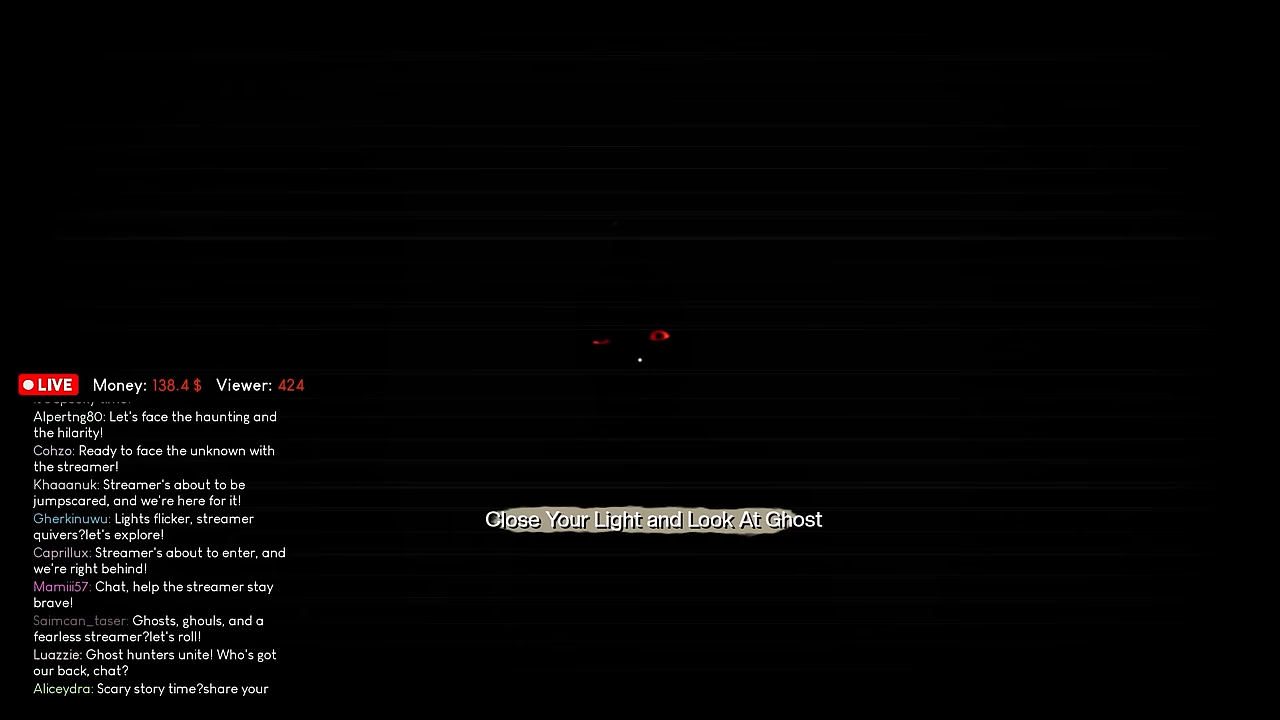 LIVE Money: 138.4 $ Viewer: 424
Alpertng80: Let's face the haunting and
the hilarity!
Cohzo: Ready to face the unknown with
the streamer!
Khaaanuk: Streamer's about to be
jumpscared, and we're here for it!
Gherkinuwu: Lights flicker, streamer
quivers?let's explore!
Caprillux: Streamer's about to enter, and
we're right behind!
Mamiii57: Chat, help the streamer stay
brave!
Saimcan_taser: Ghosts, ghouls, and a
fearless streamer?let's roll!
Luazzie: Ghost hunters unite! Who's got
our back, chat?
Aliceydra: Scary story time?share your
Close Your Light and Look At Ghost